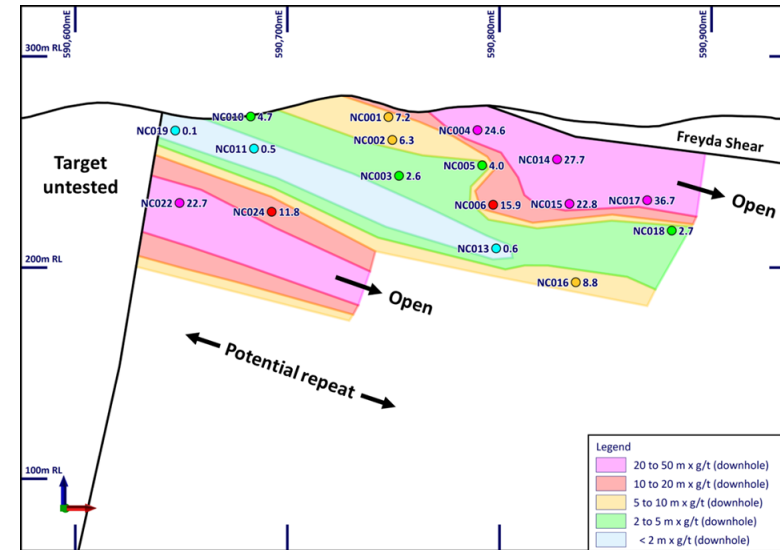 590,600mE
590,700mE
590,800mE
590,900mE
300m RL
NC010 4.7
NC001 7.2
NC019 0.1
NC004 24.6
NC002 6.3
Freyda Shear
NC011 0.5
Target
untested
NC014 27.7
NC005 4.0
NC003 2.6
NC022 22.7
NC024 11.8
NC006 15.9
NC015 22.8
NC017 36.7
Open
NC018 2.7
NC013 0.6
200m RL
NC016 8.8
Open
Potential repeat
Legend
20 to 50 m x g/t (downhole)
100m RL
10 to 20 m x g/t (downhole)
5 to 10 m x g/t (downhole)
2 to 5 m x g/t (downhole)
< 2 m x g/t (downhole)